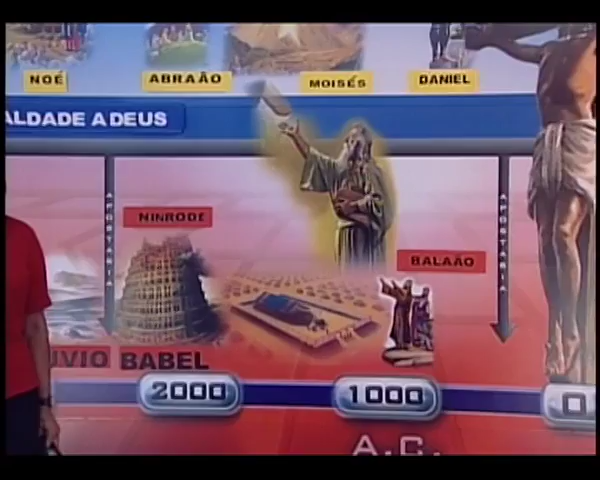 NOÉ ABRAÃO MOISÉS DANIEL
ALDADE A DEUS
APOSTASIA
NINRODE
APOSTASIA
BALAÃO
UVIO BABEL
2000 1000 0
A.C.